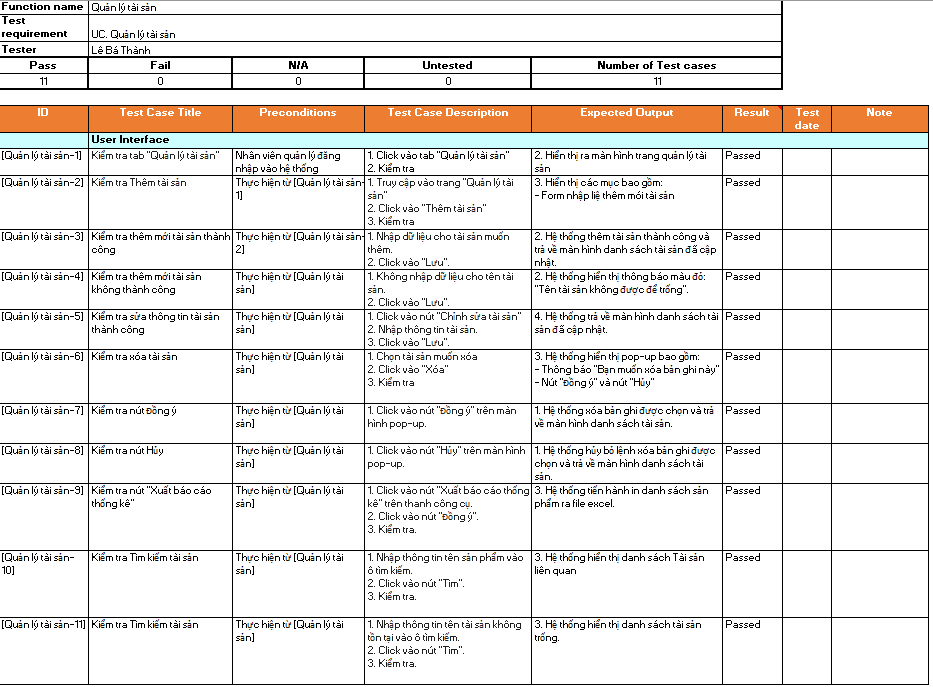 Function name Quản lý tài sản
Test
requirement UC. Quản lý tài sản
Tester Lê Bá Thành
Pass Fail N/A Untested Number of Test cases
11 0 0 0 11
ID Test Case Title Preconditions Test Case Description Expected Output Result Test date Note
User Interface
[Quản lý tài sản-1] Kiểm tra tab "Quản lý tài sản" Nhân viên quản lý đăng 1. Click vào tab "Quản lý tài sản" 2. Hiển thị ra màn hình trang quản lý tài Passed
nhập vào hệ thống 2. Kiểm tra sản
[Quản lý tài sản-2] Kiểm tra Thêm tài sản Thực hiện từ [Quản lý tài sản- 1. Truy cập vào trang "Quản lý tài 3. Hiển thị các mục bao gồm: Passed
1] sản" - Form nhập liệ thêm mói tài sản
2. Click vào "Thêm tài sản"
3. Kiểm tra
[Quản lý tài sản-3] Kiểm tra thêm mới tài sản thành Thực hiện từ [Quản lý tài sản- 1. Nhập dữ liệu cho tài sản muốn 2. Hệ thống thêm tài sản thành công và Passed
công 2] thêm. trả về màn hình danh sách tài sản đã cập
2. Click vào "Lưu". nhật.
[Quản lý tài sản-4] Kiểm tra thêm mới tài sản Thực hiện từ [Quản lý tài 1. Không nhập dữ liệu cho tên tài 2. Hệ thống hiển thị thông báo màu đỏ: Passed
không thành công sản] sản. "Tên tài sản không được để trống".
2. Click vào "Lưu".
[Quản lý tài sản-5] Kiểm tra sửa thông tin tài sản Thực hiện từ [Quản lý tài 1. Click vào nút "Chỉnh sửa tài sản" 4. Hệ thống trả về màn hình danh sách tài Passed
thành công sản] 2. Nhập thông tin tài sản. sản đã cập nhật.
3. Click vào "Lưu".
[Quản lý tài sản-6] Kiểm tra xóa tài sản Thực hiện từ [Quản lý tài 1. Chọn tài sản muốn xóa 3. Hệ thống hiển thị pop-up bao gồm: Passed
sản] 2. Click vào "Xóa" - Thông báo "Bạn muốn xóa bản ghi này"
3. Kiểm tra - Nút "Đồng ý" và nút "Hủy"
[Quản lý tài sản-7] Kiểm tra nút Đồng ý Thực hiện từ [Quản lý tài 1. Click vào nút "Đồng ý" trên màn 1. Hệ thống xóa bản ghi được chọn và trả Passed
sản] hình pop-up. về màn hình danh sách tài sản.
[Quản lý tài sản-8] Kiểm tra nút Hủy Thực hiện từ [Quản lý tài 1. Click vào nút "Hủy" trên màn hình 1. Hệ thống hủy bỏ lệnh xóa bản ghi được Passed
sản] pop-up. chọn và trả về màn hình danh sách tài
sản.
[Quản lý tài sản-9] Kiểm tra nút "Xuất báo cáo Thực hiện từ [Quản lý tài 1. Click vào nút "Xuất báo cáo thống 3. Hệ thống tiến hành in danh sách sản Passed
thống kê" sản] kê" trên thanh công cụ. phẩm ra file excel.
2. Click vào nút "Đồng ý".
3. Kiểm tra.
[Quản lý tài sản- Kiểm tra Tìm kiếm tài sản Thực hiện từ [Quản lý tài 1. Nhập thông tin tên sản phẩm vào 3. Hệ thống hiển thị danh sách Tài sản Passed
10] sản] ô tìm kiếm. liên quan
2. Click vào nút "Tìm".
3. Kiểm tra.
[Quản lý tài sản-11] Kiểm tra Tìm kiếm tài sản Thực hiện từ [Quản lý tài 1. Nhập thông tin tên tài sản không 3. Hệ thống hiển thị danh sách tài sản Passed
sản] tồn tại vào ô tìm kiếm. trống.
2. Click vào nút "Tìm".
3. Kiểm tra.